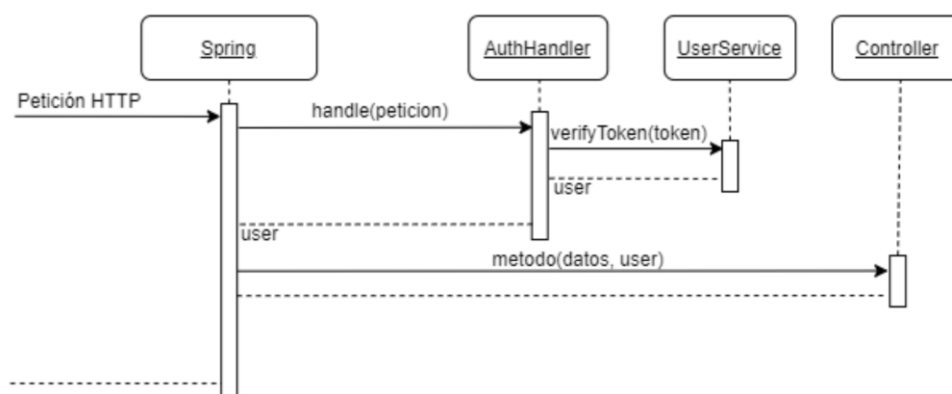 Spring
AuthHandler
UserService
Controller
Petición HTTP
handle(peticion)
verifyToken(token)
user
user
metodo(datos, user)